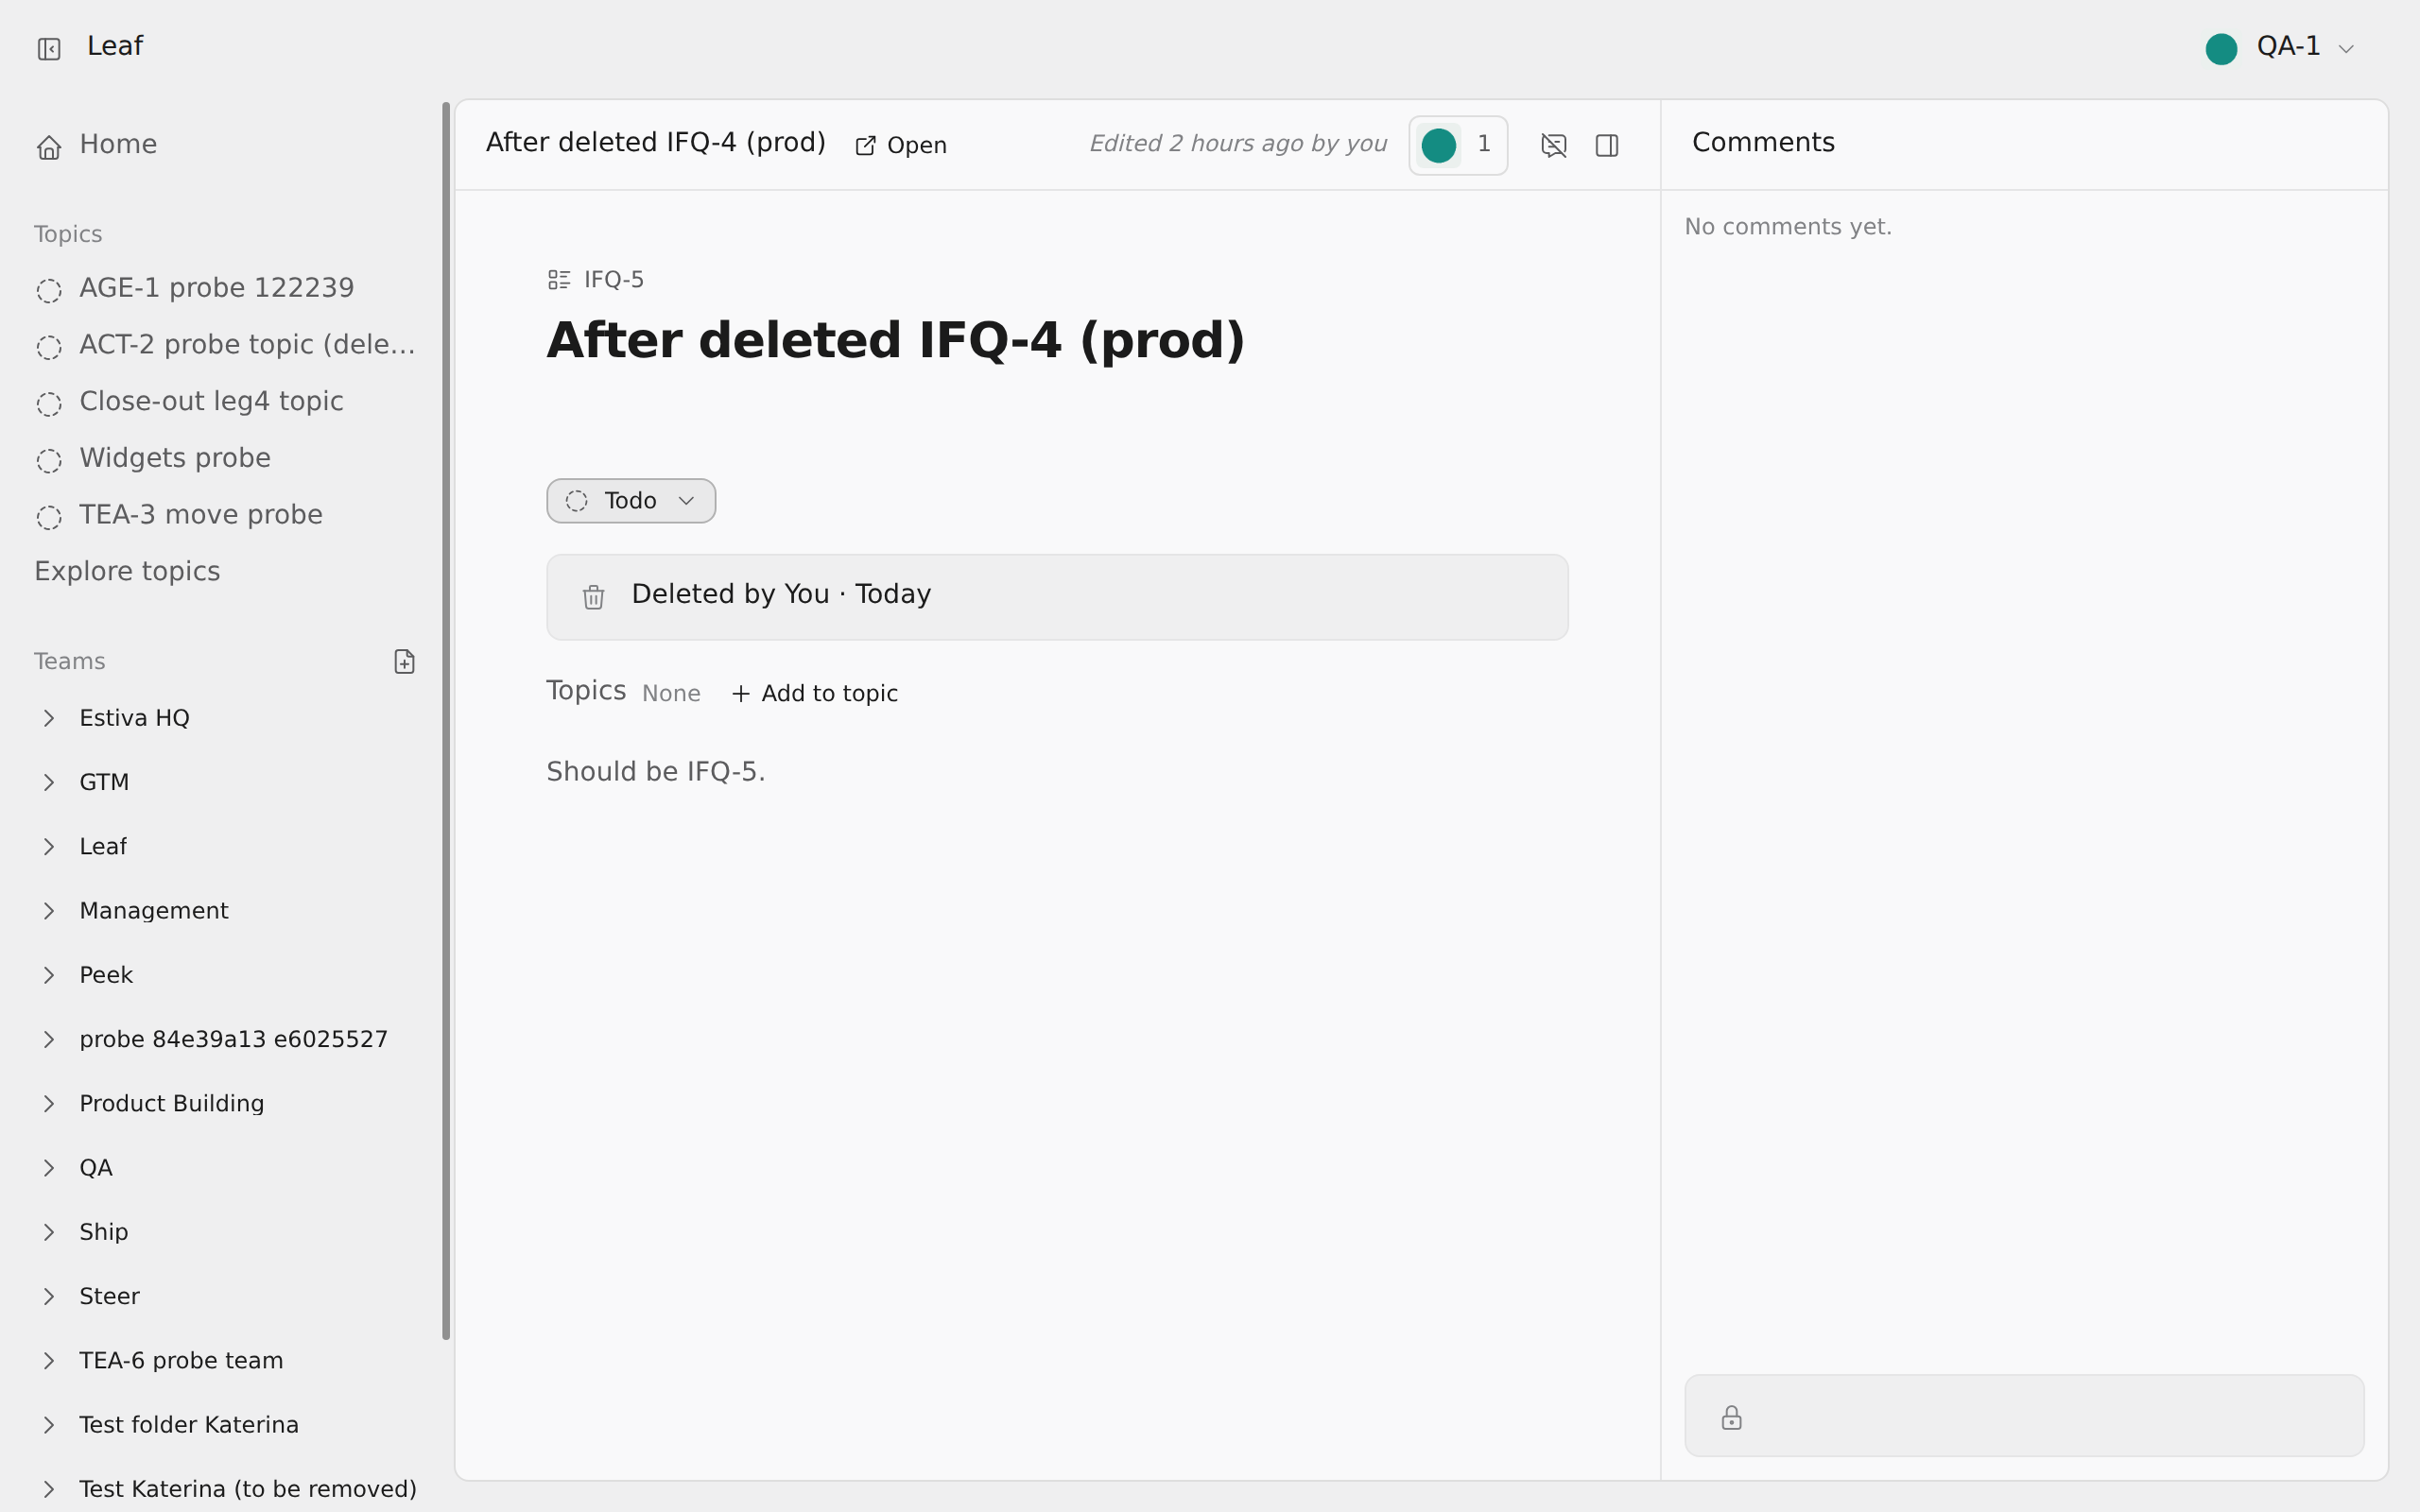 Leaf
QA-1
Home
Topics
AGE-1 probe 122239
ACT-2 probe topic (dele...
Close-out leg4 topic
Widgets probe
TEA-3 move probe
Explore topics
Teams
Estiva HQ
GTM
Leaf
Management
Peek
probe 84e39a13 e6025527
Product Building
QA
Ship
Steer
TEA-6 probe team
Test folder Katerina
Test Katerina (to be removed)
After deleted IFQ-4 (prod)
Open
Edited 2 hours ago by you
1
IFQ-5
After deleted IFQ-4 (prod)
Todo
Deleted by You · Today
Topics None + Add to topic
Should be IFQ-5.
Comments
No comments yet.